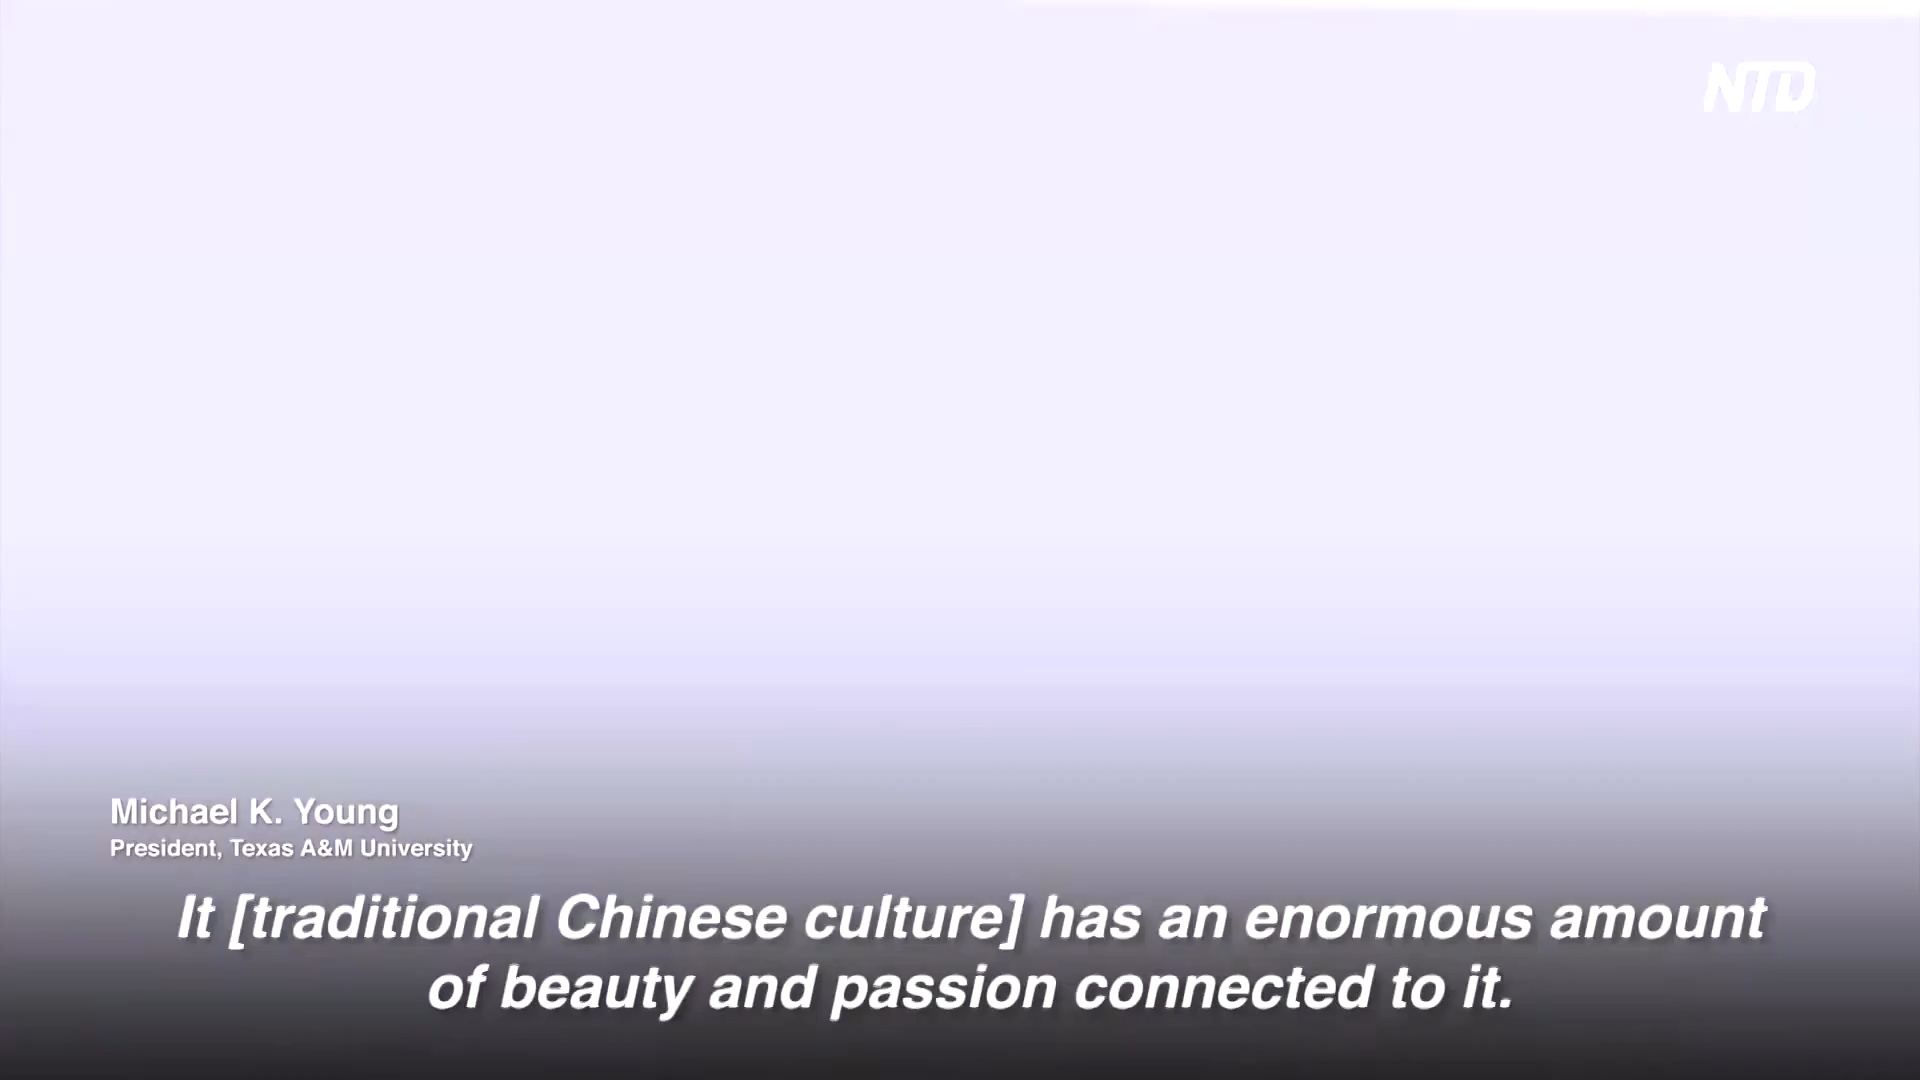 NTD
Michael K. Young
President, Texas A&M University
It [traditional Chinese culture] has an enormous amount
of beauty and passion connected to it.